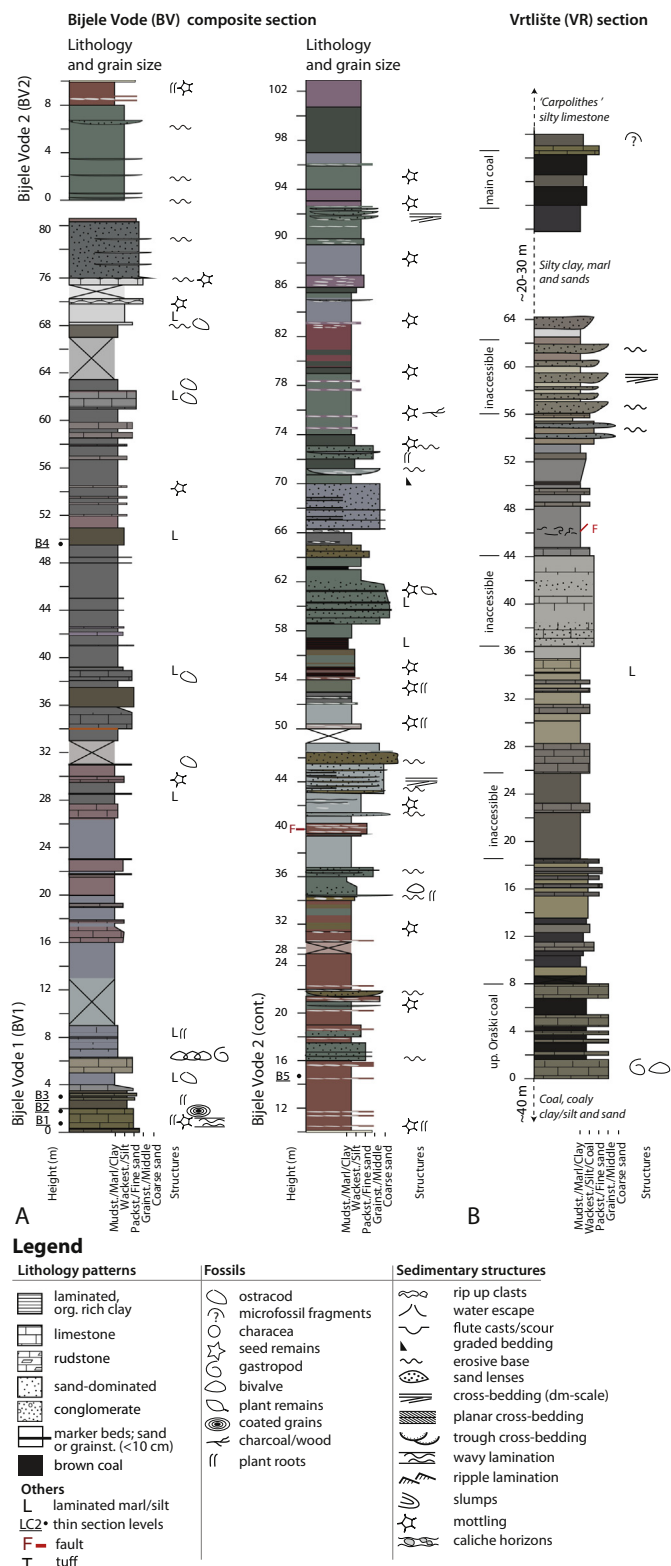 Bijele Vode (BV) composite section
Vrtlište (VR) section
Lithology
and grain size
Lithology
and grain size
Bijele Vode 2 (BV2)
8
4
0
Bijele Vode 1 (BV1)
80
76
72
68
64
60
56
52
B4
48
44
40
36
32
28
24
20
16
12
8
4
B3
B2
B1
0
L
L
L
L
L
L
L
Height (m)
Mudst./Marl/Clay
Wackest./Silt
Packst./Fine sand
Grainst./Middle
Coarse sand
Structures
A
Bijele Vode 2 (cont.)
102
98
94
90
86
82
78
74
70
66
62
58
54
50
44
40
F
36
32
28
24
20
16
B5
12
L
L
Height (m)
Mudst./Marl/Clay
Wackest./Silt
Packst./Fine sand
Grainst./Middle
Coarse sand
Structures
'Carpolites'
silty limestone
?
main coal
~20-30 m
Silty clay, marl
and sands
64
60
56
52
48
44
40
36
32
28
24
20
16
12
8
4
0
inaccessible
inaccessible
inaccessible
up. Oraški coal
F
L
~40 m
Coal, coaly
clay/silt and sand
B
Mudst./Marl/Clay
Wackest./Silt/Coal
Packst./Fine sand
Grainst./Middle
Coarse sand
Structures
Legend
Lithology patterns
laminated,
org. rich clay
limestone
rudstone
sand-dominated
conglomerate
marker beds; sand
or grainst. (<10 cm)
brown coal
Others
L laminated marl/silt
LC2 thin section levels
F fault
T tuff
Fossils
ostracod
? microfossil fragments
characea
seed remains
gastropod
bivalve
plant remains
coated grains
charcoal/wood
plant roots
Sedimentary structures
rip up clasts
water escape
flute casts/scour
graded bedding
erosive base
sand lenses
cross-bedding (dm-scale)
planar cross-bedding
trough cross-bedding
wavy lamination
ripple lamination
slumps
mottling
caliche horizons